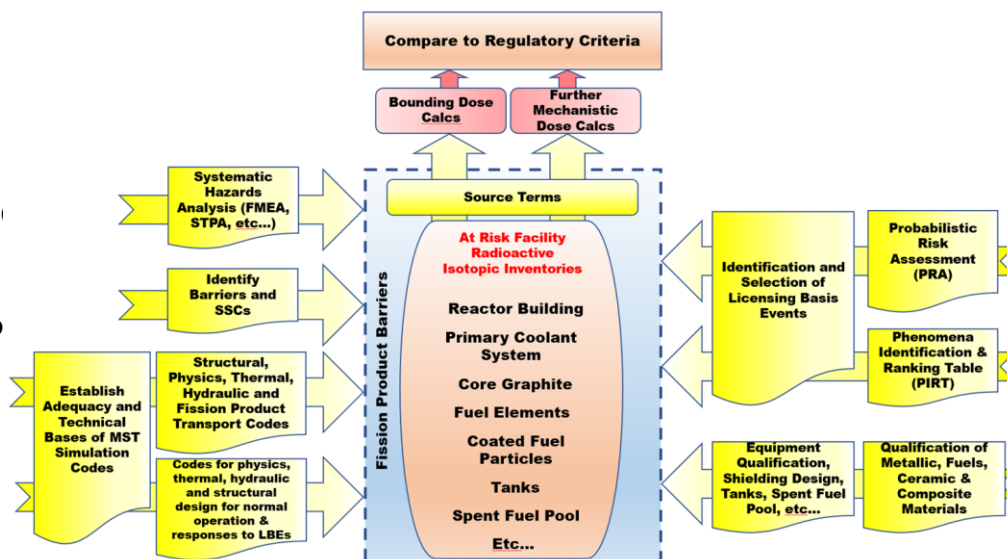 Compare to Regulatory Criteria
Bounding Dose
Calcs
Further
Mechanistic
Dose Calcs
Systematic
Hazards
Analysis (FMEA,
STPA, etc...)
Identify
Barriers and
SSCs
Establish
Adequacy and
Technical
Bases of MST
Simulation
Codes
Structural,
Physics, Thermal,
Hydraulic and
Fission Product
Transport Codes
Codes for physics,
thermal, hydraulic
and structural
design for normal
operation &
responses to LBEs
Fission Product Barriers
Source Terms
At Risk Facility
Radioactive
Isotopic Inventories
Reactor Building
Primary Coolant
System
Core Graphite
Fuel Elements
Coated Fuel
Particles
Tanks
Spent Fuel Pool
Etc...
Identification and
Selection of
Licensing Basis
Events
Probabilistic
Risk
Assessment
(PRA)
Phenomena
Identification &
Ranking Table
(PIRT)
Equipment
Qualification,
Shielding Design,
Tanks, Spent Fuel
Pool, etc...
Qualification of
Metallic, Fuels,
Ceramic &
Composite
Materials